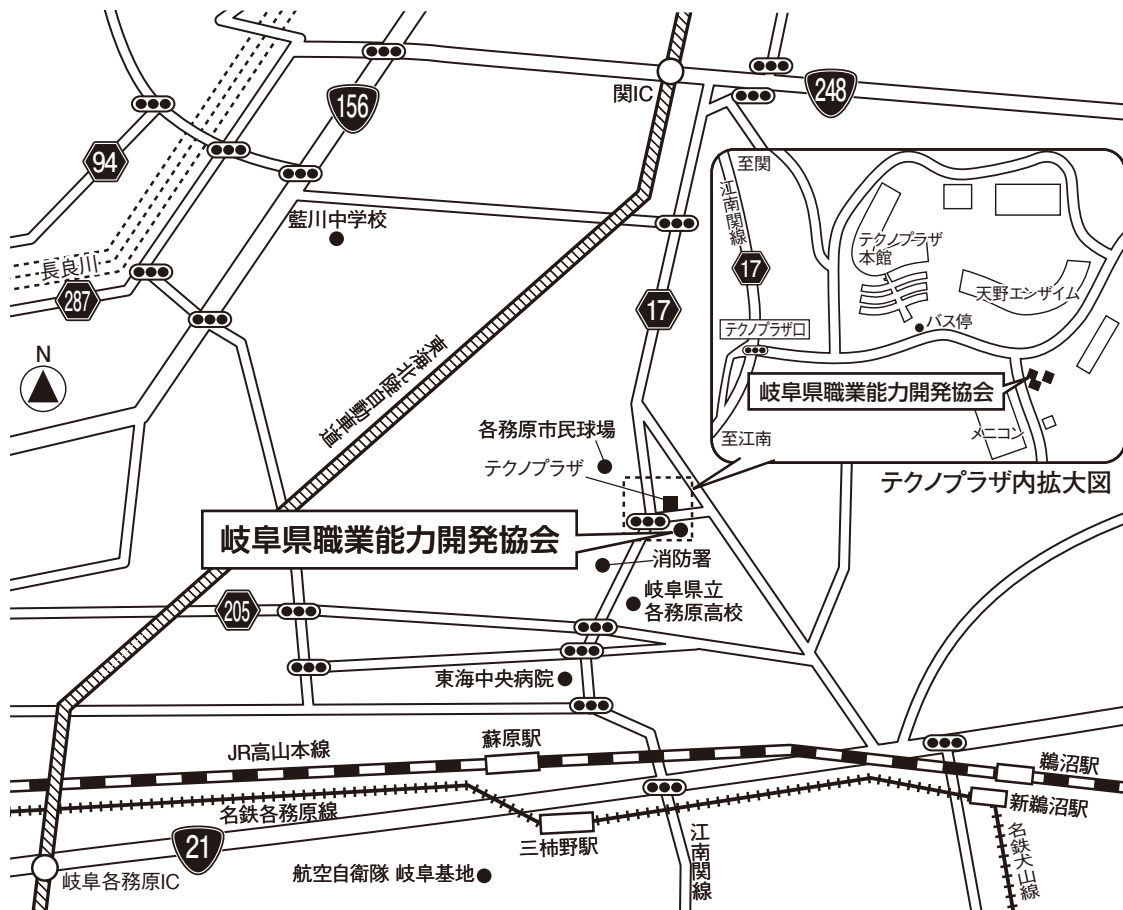 関IC
248
156
94
藍川中学校
長良川
287
N
東海北陸自動車道
17
至関
江南関線
17
テクノプラザ
本館
天野エンザイム
バス停
テクノプラザ口
岐阜県職業能力開発協会
メニコン
至江南
テクノプラザ内拡大図
各務原市民球場
テクノプラザ
岐阜県職業能力開発協会
消防署
岐阜県立
各務原高校
205
東海中央病院
JR高山本線
蘇原駅
鵜沼駅
名鉄各務原線
新鵜沼駅
21
三柿野駅
江南関線
名鉄犬山線
岐阜各務原IC
航空自衛隊 岐阜基地